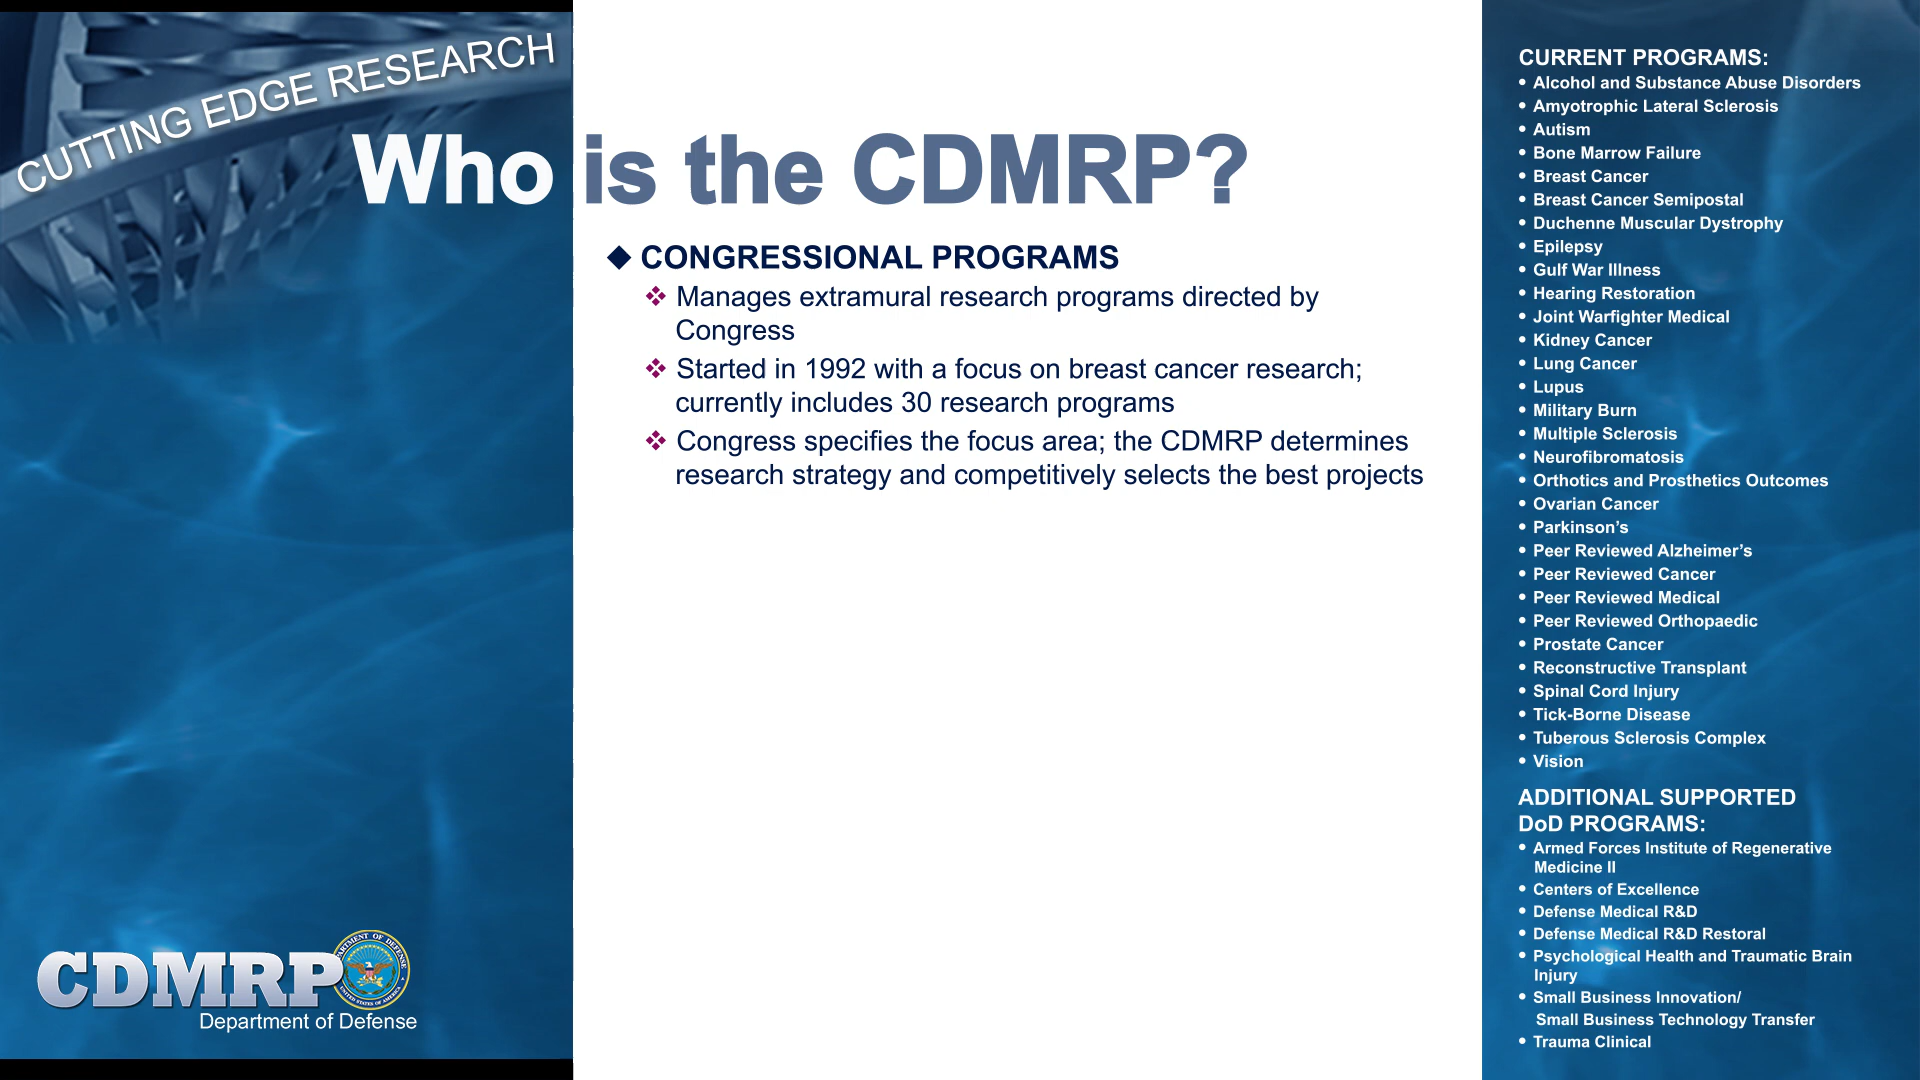 CUTTING EDGE RESEARCH
Who is the CDMRP?
◆ CONGRESSIONAL PROGRAMS
❖ Manages extramural research programs directed by
Congress
❖ Started in 1992 with a focus on breast cancer research;
currently includes 30 research programs
❖ Congress specifies the focus area; the CDMRP determines
research strategy and competitively selects the best projects
CDMRP
DEPARTMENT OF DEFENSE
UNITED STATES OF AMERICA
Department of Defense
CURRENT PROGRAMS:
• Alcohol and Substance Abuse Disorders
• Amyotrophic Lateral Sclerosis
• Autism
• Bone Marrow Failure
• Breast Cancer
• Breast Cancer Semipostal
• Duchenne Muscular Dystrophy
• Epilepsy
• Gulf War Illness
• Hearing Restoration
• Joint Warfighter Medical
• Kidney Cancer
• Lung Cancer
• Lupus
• Military Burn
• Multiple Sclerosis
• Neurofibromatosis
• Orthotics and Prosthetics Outcomes
• Ovarian Cancer
• Parkinson’s
• Peer Reviewed Alzheimer’s
• Peer Reviewed Cancer
• Peer Reviewed Medical
• Peer Reviewed Orthopaedic
• Prostate Cancer
• Reconstructive Transplant
• Spinal Cord Injury
• Tick-Borne Disease
• Tuberous Sclerosis Complex
• Vision
ADDITIONAL SUPPORTED
DoD PROGRAMS:
• Armed Forces Institute of Regenerative
Medicine II
• Centers of Excellence
• Defense Medical R&D
• Defense Medical R&D Restoral
• Psychological Health and Traumatic Brain
Injury
• Small Business Innovation/
Small Business Technology Transfer
• Trauma Clinical